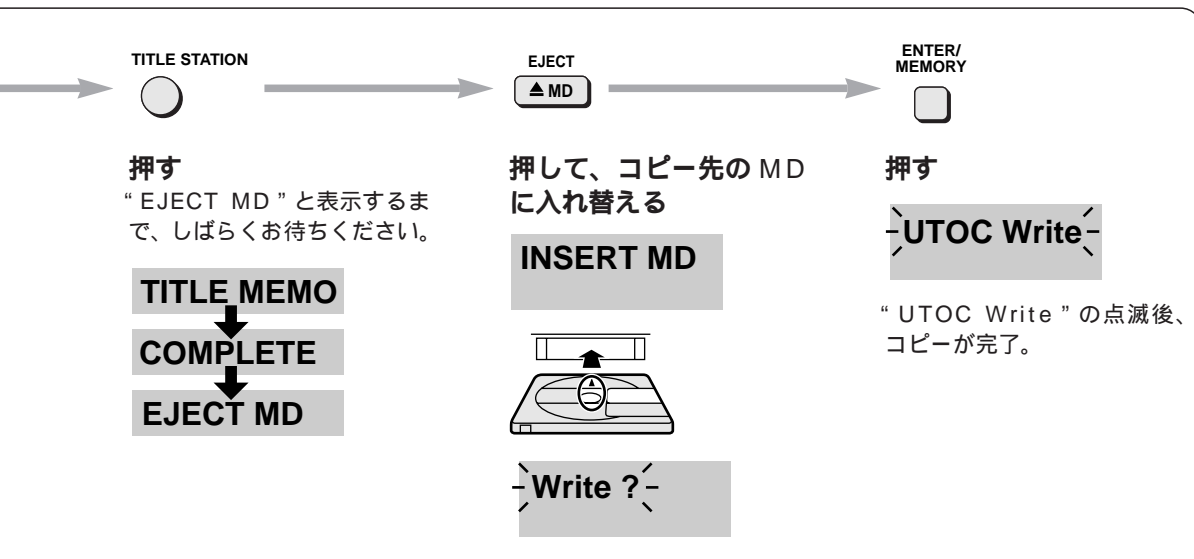 TITLE STATION
押す
“EJECT MD”と表示するま
で、しばらくお待ちください。
TITLE MEMO
COMPLETE
EJECT MD
EJECT
▲ MD
押して、コピー先の MD
に入れ替える
INSERT MD
Write ?
ENTER/
MEMORY
押す
UTOC Write
“UTOC Write”の点滅後、
コピーが完了。